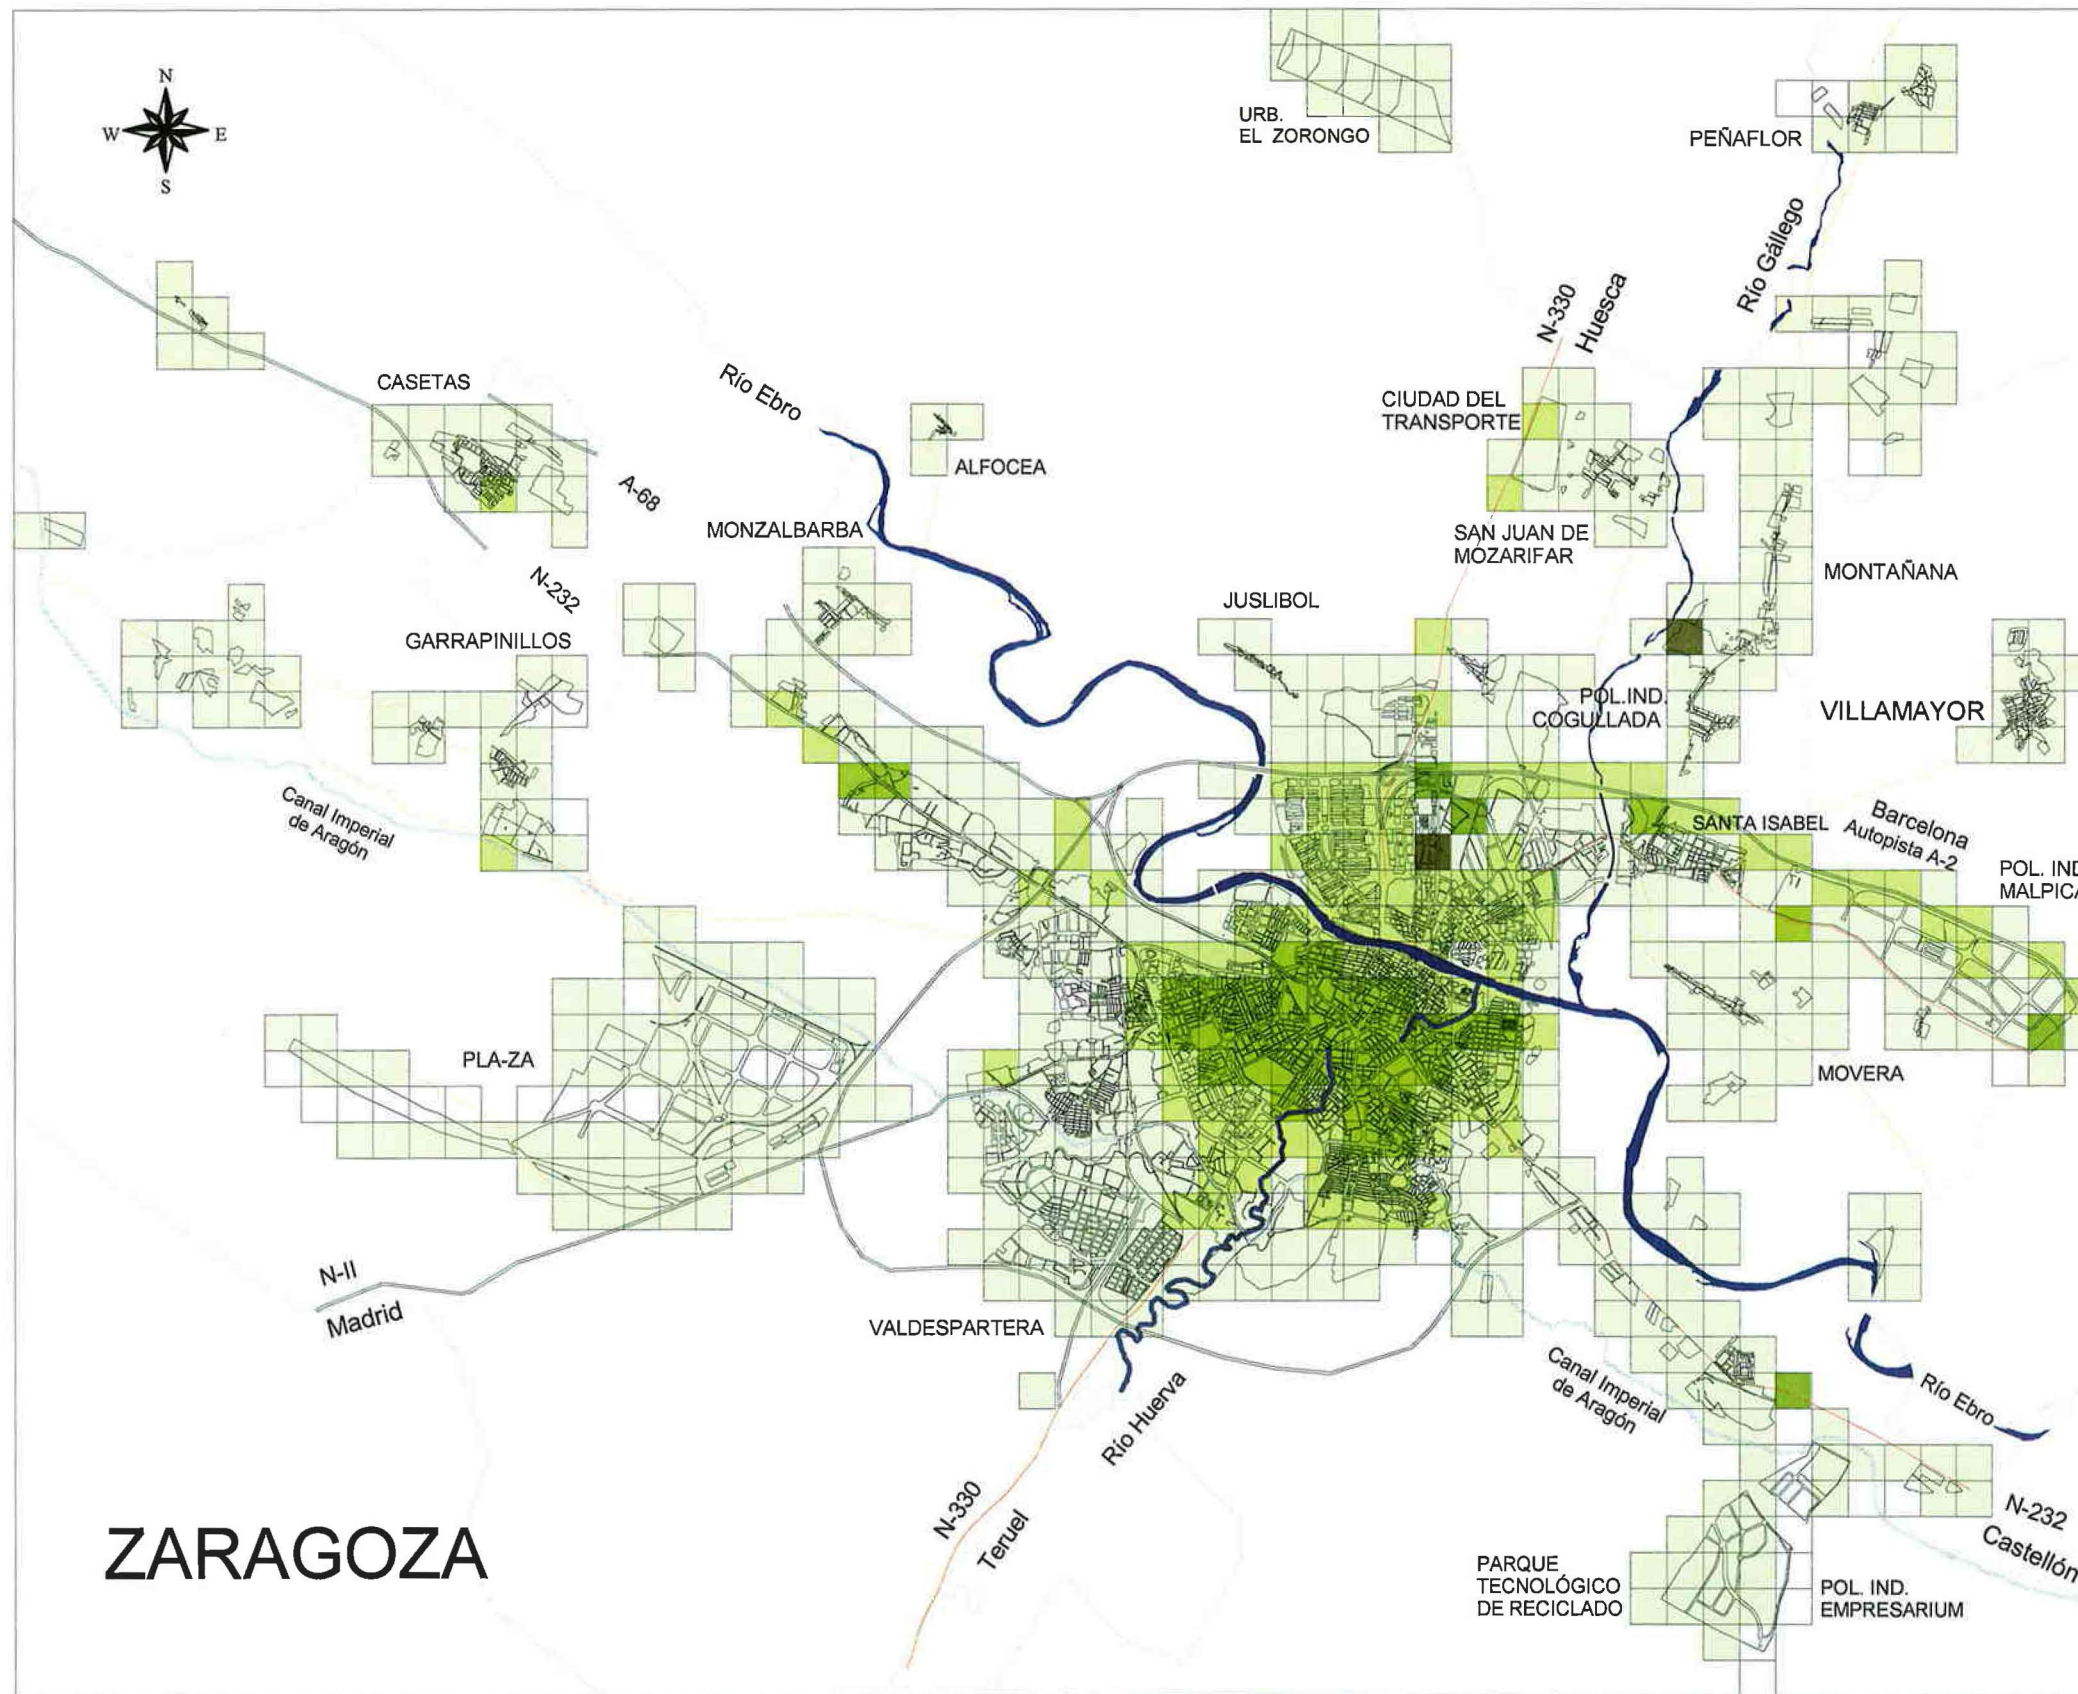 N
W
E
S
URB.
EL ZORONGO
PEÑAFLOR
Río Gállego
N-330
Huesca
CASETAS
Río Ebro
CIUDAD DEL
TRANSPORTE
ALFOCEA
A-68
MONZALBARBA
SAN JUAN DE
MOZARIFAR
MONTAÑANA
N-232
JUSLIBOL
GARRAPINILLOS
POL.IND.
COGULLADA
VILLAMAYOR
Canal Imperial
de Aragón
SANTA ISABEL
Barcelona
Autopista A-2
POL. IND
MALPICA
PLA-ZA
MOVERA
N-II
Madrid
VALDESPARTERA
Río Huerva
Canal Imperial
de Aragón
Río Ebro
N-330
Teruel
N-232
Castellón
ZARAGOZA
PARQUE
TECNOLÓGICO
DE RECICLADO
POL. IND.
EMPRESARIUM